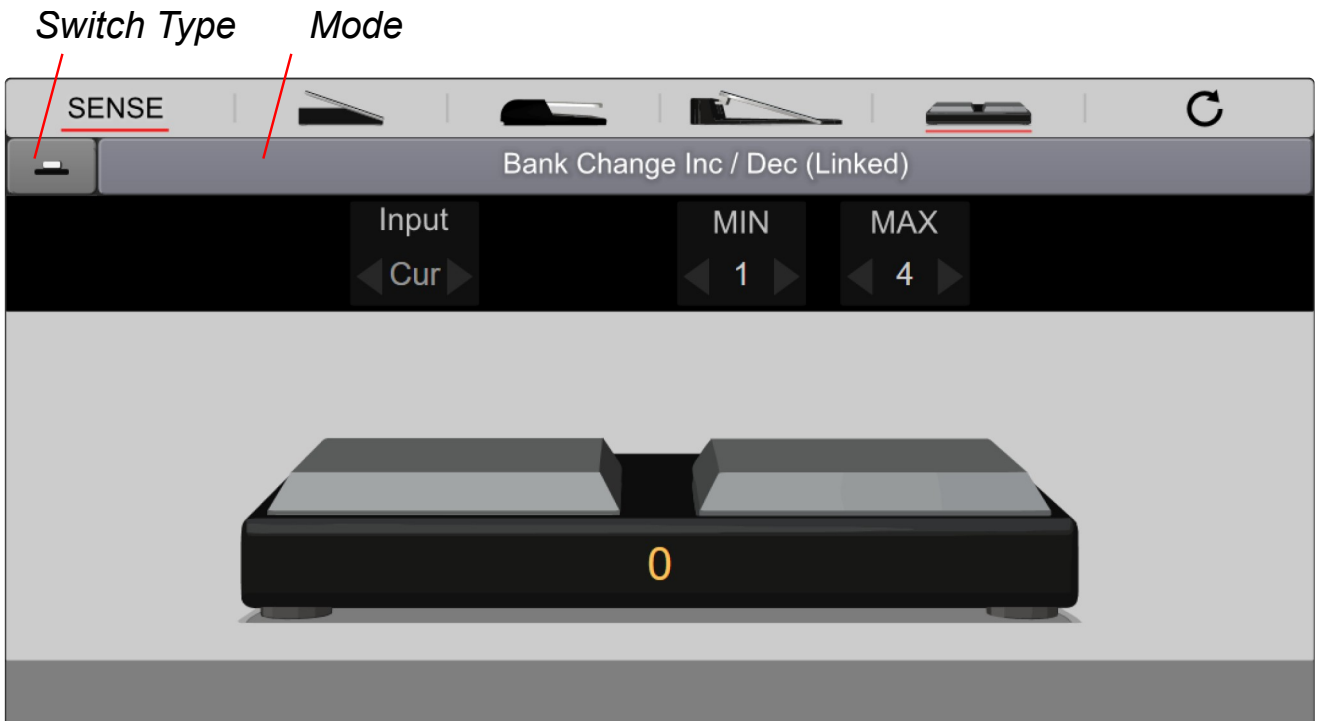 Switch Type Mode
SENSE
Bank Change Inc / Dec (Linked)
Input MIN MAX
Cur 1 4
0